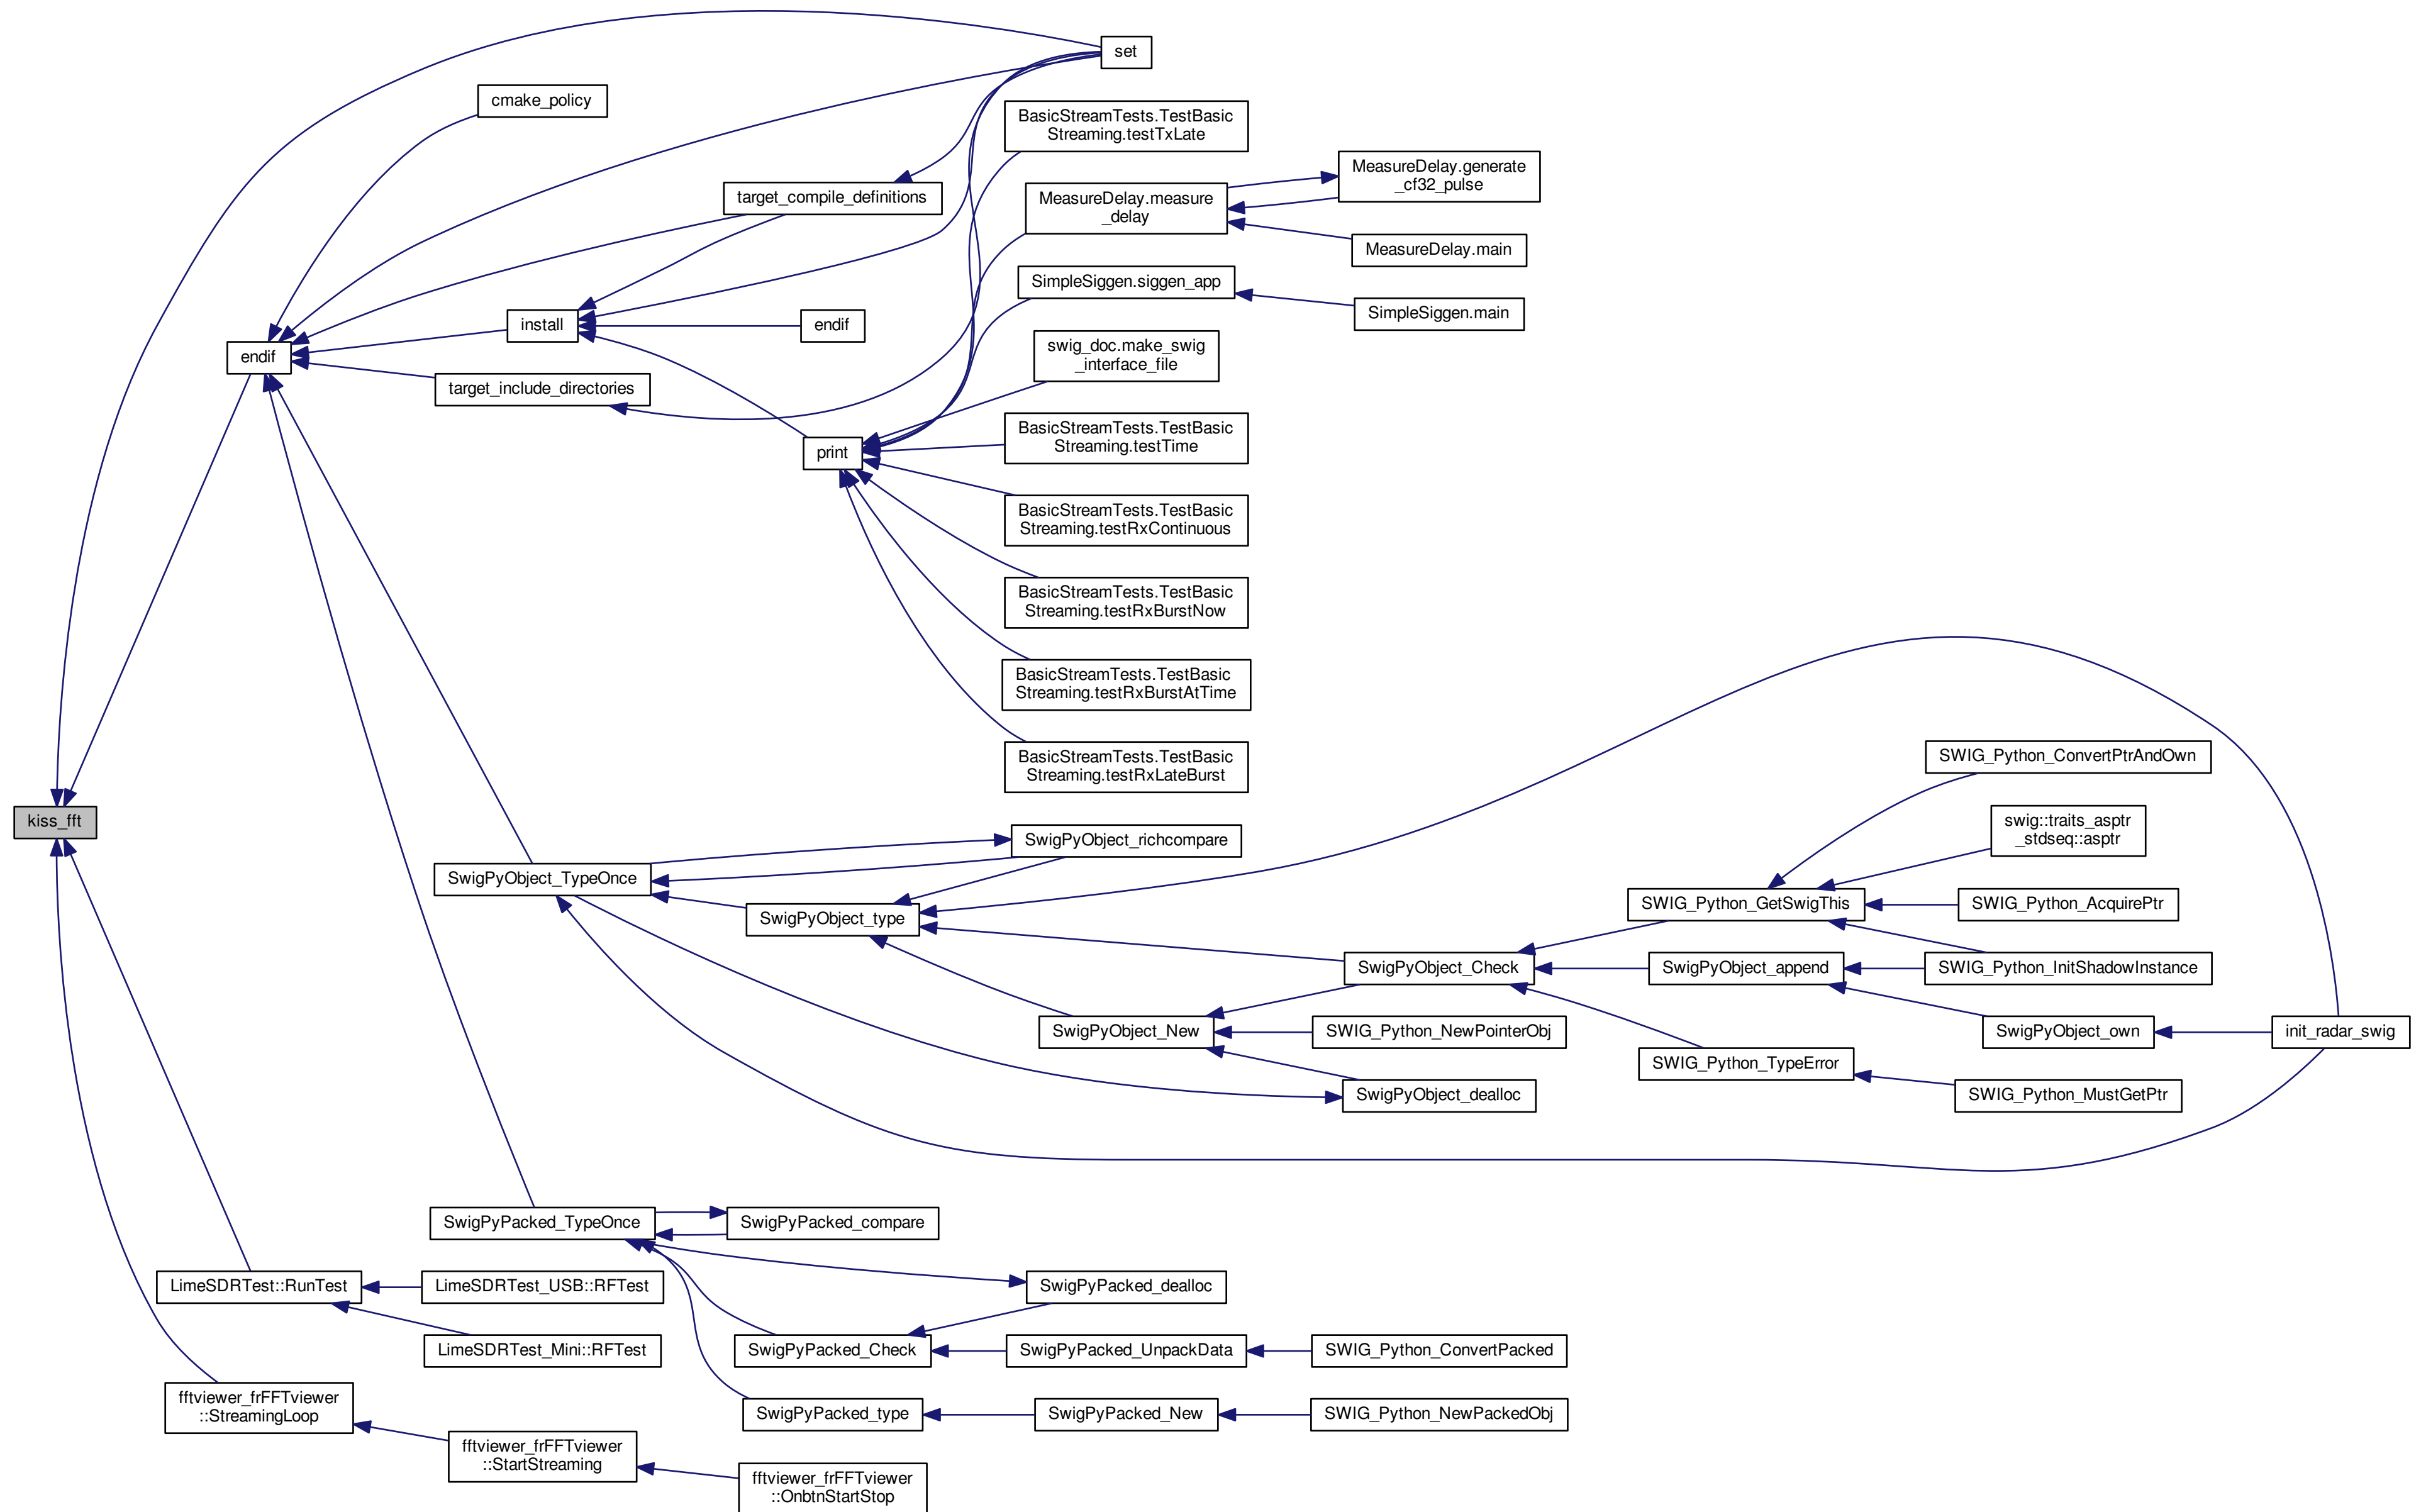 set
cmake_policy
BasicStreamTests.TestBasic
Streaming.testTxLate
target_compile_definitions
MeasureDelay.measure
_delay
MeasureDelay.generate
_cf32_pulse
MeasureDelay.main
SimpleSiggen.siggen_app
SimpleSiggen.main
install
endif
endif
swig_doc.make_swig
_interface_file
target_include_directories
print
BasicStreamTests.TestBasic
Streaming.testTime
BasicStreamTests.TestBasic
Streaming.testRxContinuous
BasicStreamTests.TestBasic
Streaming.testRxBurstNow
BasicStreamTests.TestBasic
Streaming.testRxBurstAtTime
BasicStreamTests.TestBasic
Streaming.testRxLateBurst
kiss_fft
SWIG_Python_ConvertPtrAndOwn
swig::traits_asptr
_stdseq::asptr
SwigPyObject_richcompare
SwigPyObject_TypeOnce
SwigPyObject_type
SWIG_Python_GetSwigThis
SWIG_Python_AcquirePtr
SwigPyObject_Check
SwigPyObject_append
SWIG_Python_InitShadowInstance
SwigPyObject_New
SWIG_Python_NewPointerObj
SwigPyObject_own
init_radar_swig
SWIG_Python_TypeError
SwigPyObject_dealloc
SWIG_Python_MustGetPtr
SwigPyPacked_TypeOnce
SwigPyPacked_compare
LimeSDRTest::RunTest
LimeSDRTest_USB::RFTest
SwigPyPacked_dealloc
LimeSDRTest_Mini::RFTest
SwigPyPacked_Check
SwigPyPacked_UnpackData
SWIG_Python_ConvertPacked
fftviewer_frFFTviewer
::StreamingLoop
SwigPyPacked_type
SwigPyPacked_New
SWIG_Python_NewPackedObj
fftviewer_frFFTviewer
::StartStreaming
fftviewer_frFFTviewer
::OnbtnStartStop